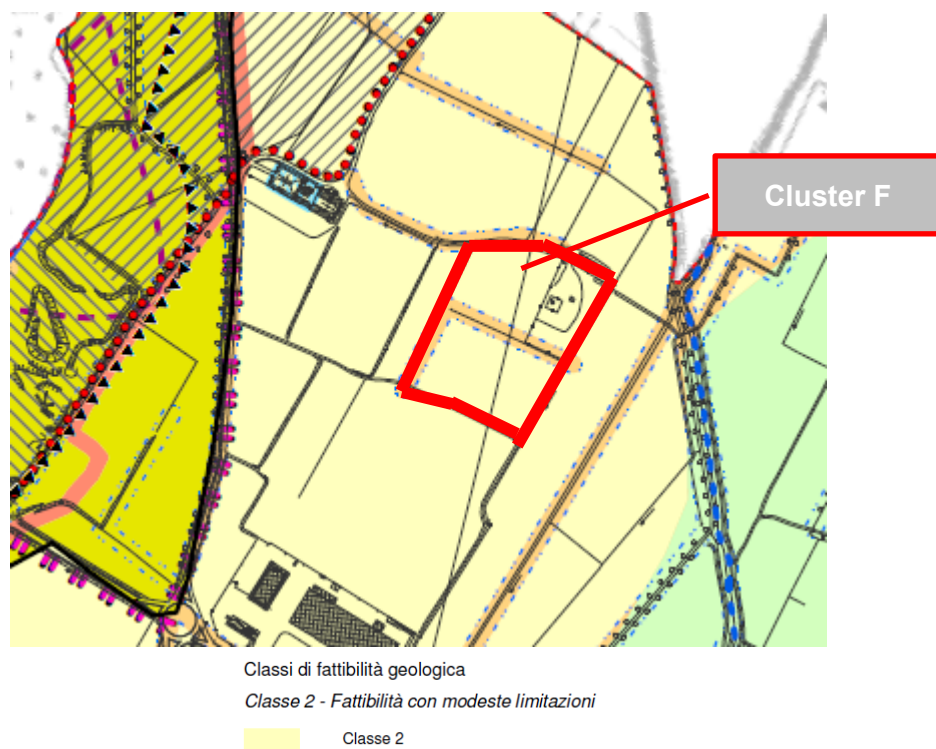 Cluster F
Classi di fattibilità geologica
Classe 2 - Fattibilità con modeste limitazioni
Classe 2